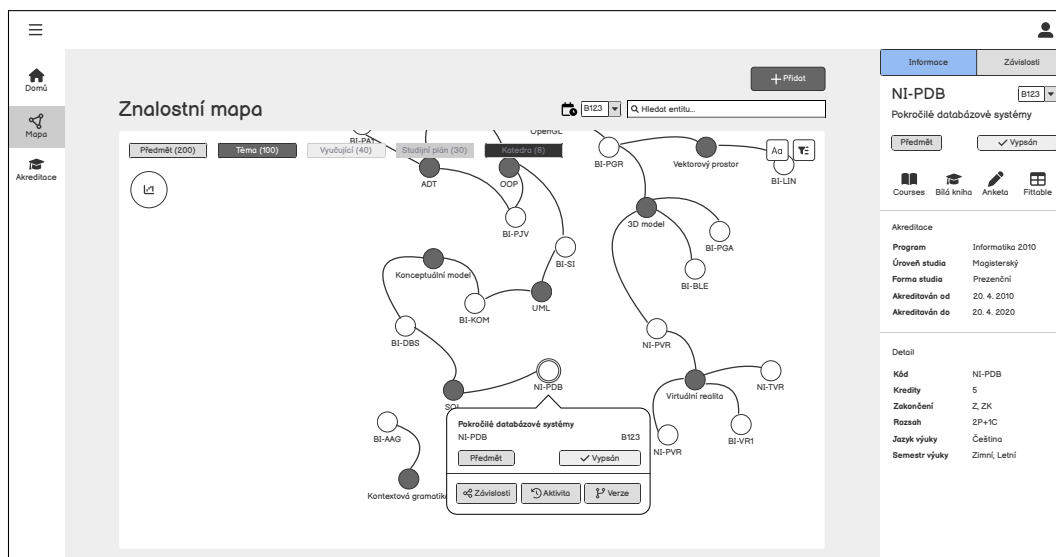 Domů
Mapa
Akreditace
Přidat
Znalostní mapa
B123
Hledat entitu...
Předmět (200)
Téma (100)
Vyučující (40)
Studijní plán (30)
Katedra (8)
Aa
BI-PA1
OpenGL
ADT
OOP
BI-PGR
Vektorový prostor
BI-LIN
BI-PJV
3D model
BI-PGA
BI-SI
Konceptuální model
BI-BLE
BI-KOM
UML
BI-DBS
NI-PVR
NI-PDB
NI-TVR
Virtuální realita
SQL
BI-AAG
NI-PVR
BI-VR1
Kontextová gramatika
Pokročilé databázové systémy
NI-PDB B123
Předmět Vypsán
Závislosti Aktivita Verze
Informace Závislosti
NI-PDB B123
Pokročilé databázové systémy
Předmět Vypsán
Courses Bílá kniha Anketa Fittable
Akreditace
Program Informatika 2010
Úroveň studia Magisterský
Forma studia Prezenční
Akreditován od 20. 4. 2010
Akreditován do 20. 4. 2020
Detail
Kód NI-PDB
Kredity 5
Zakončení Z, ZK
Rozsah 2P+1C
Jazyk výuky Čeština
Semestr výuky Zimní, Letní